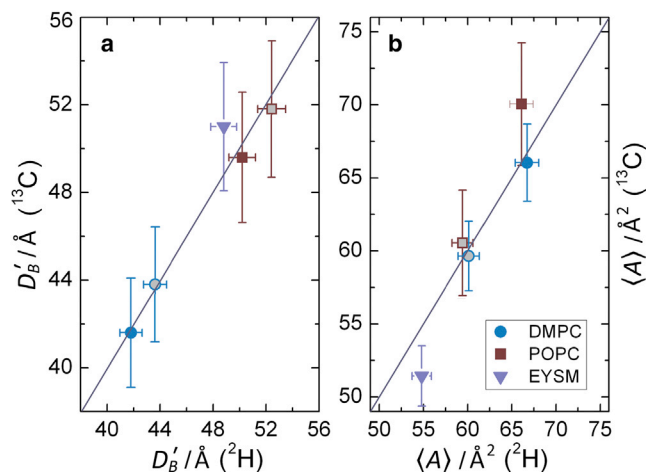 a
b
56
52
48
44
40
D′B/Å (¹³C)
40 44 48 52 56
D′B/Å (²H)
75
70
65
60
55
50
⟨A⟩/Å² (¹³C)
DMPC
POPC
EYSM
50 55 60 65 70 75
⟨A⟩/Å² (²H)